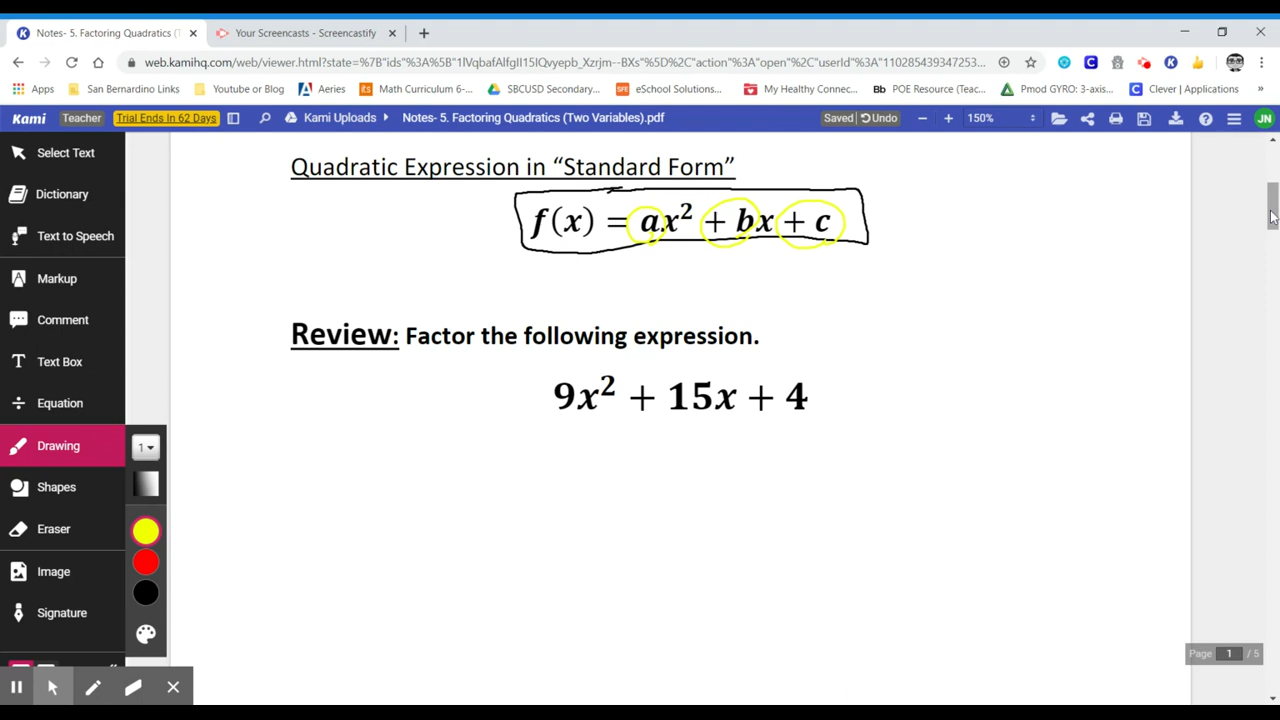 Notes- 5. Factoring Quadratics (T
Your Screencasts - Screencastify
web.kamihq.com/web/viewer.html?state=%7B"ids"%3A%5B"1lVqbafAlfglI15IQvyepb_Xzrjm--BXs"%5D%2C"action"%3A"open"%2C"userId"%3A"110285439347253...
Apps San Bernardino Links Youtube or Blog Aeries Math Curriculum 6-... SBCUSD Secondary... eSchool Solutions... My Healthy Connec... Bb POE Resource (Teac... Pmod GYRO: 3-axis... Clever | Applications »
Kami Teacher Trial Ends In 62 Days Kami Uploads Notes- 5. Factoring Quadratics (Two Variables).pdf Saved Undo 150% JN
Select Text
Dictionary
Text to Speech
Markup
Comment
Text Box
Equation
Drawing
1
Shapes
Eraser
Image
Signature
Quadratic Expression in “Standard Form”
f(x) = ax² + bx + c
Review: Factor the following expression.
9x² + 15x + 4
Page 1 / 5